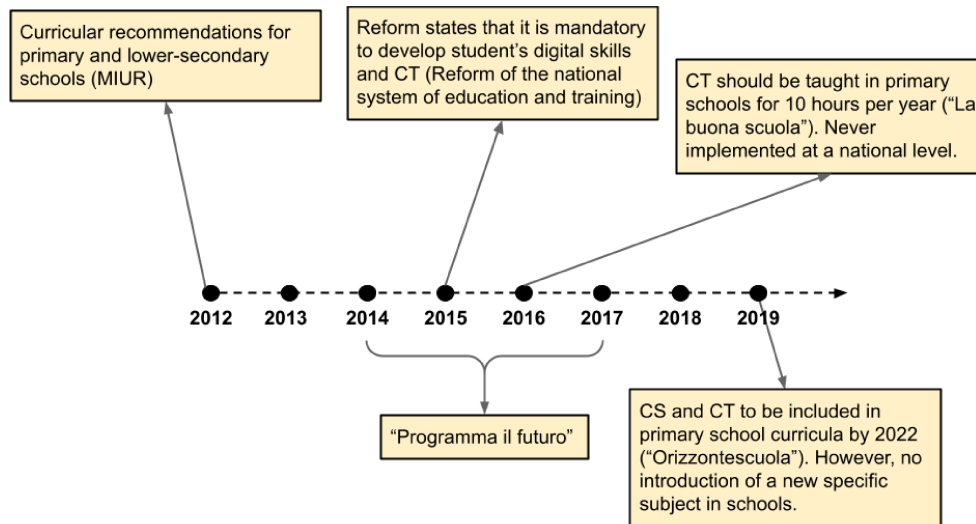 Curricular recommendations for
primary and lower-secondary
schools (MIUR)
Reform states that it is mandatory
to develop student’s digital skills
and CT (Reform of the national
system of education and training)
CT should be taught in primary
schools for 10 hours per year (“La
buona scuola”). Never
implemented at a national level.
2012 2013 2014 2015 2016 2017 2018 2019
“Programma il futuro”
CS and CT to be included in
primary school curricula by 2022
(“Orizzontescuola”). However, no
introduction of a new specific
subject in schools.